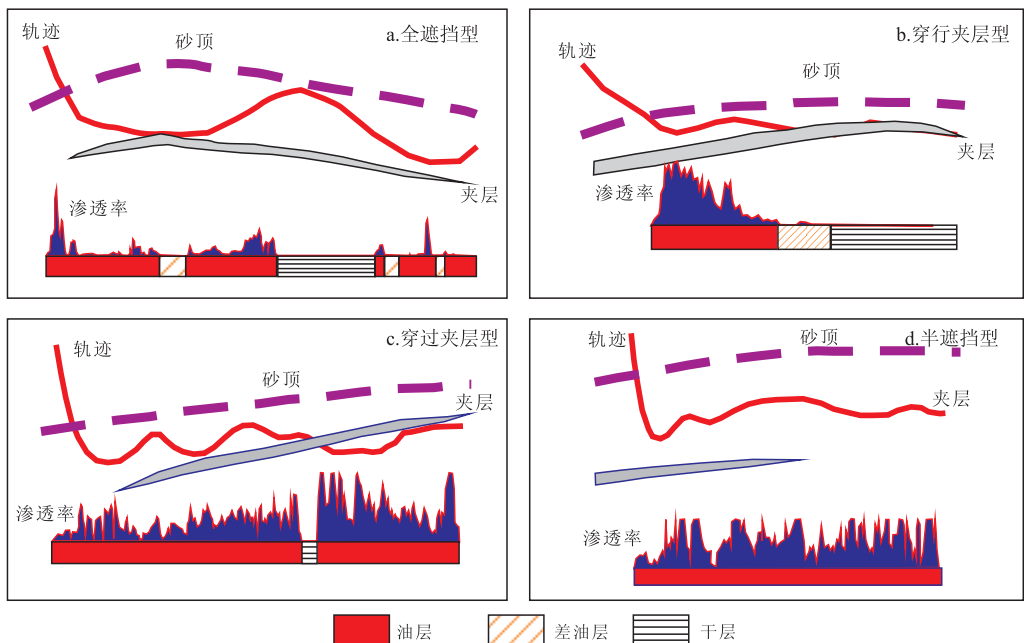 轨迹
砂顶
a.全遮挡型
渗透率
夹层
轨迹
砂顶
b.穿行夹层型
夹层
渗透率
轨迹
砂顶
c.穿过夹层型
夹层
渗透率
轨迹
砂顶
d.半遮挡型
夹层
渗透率
油层
差油层
干层